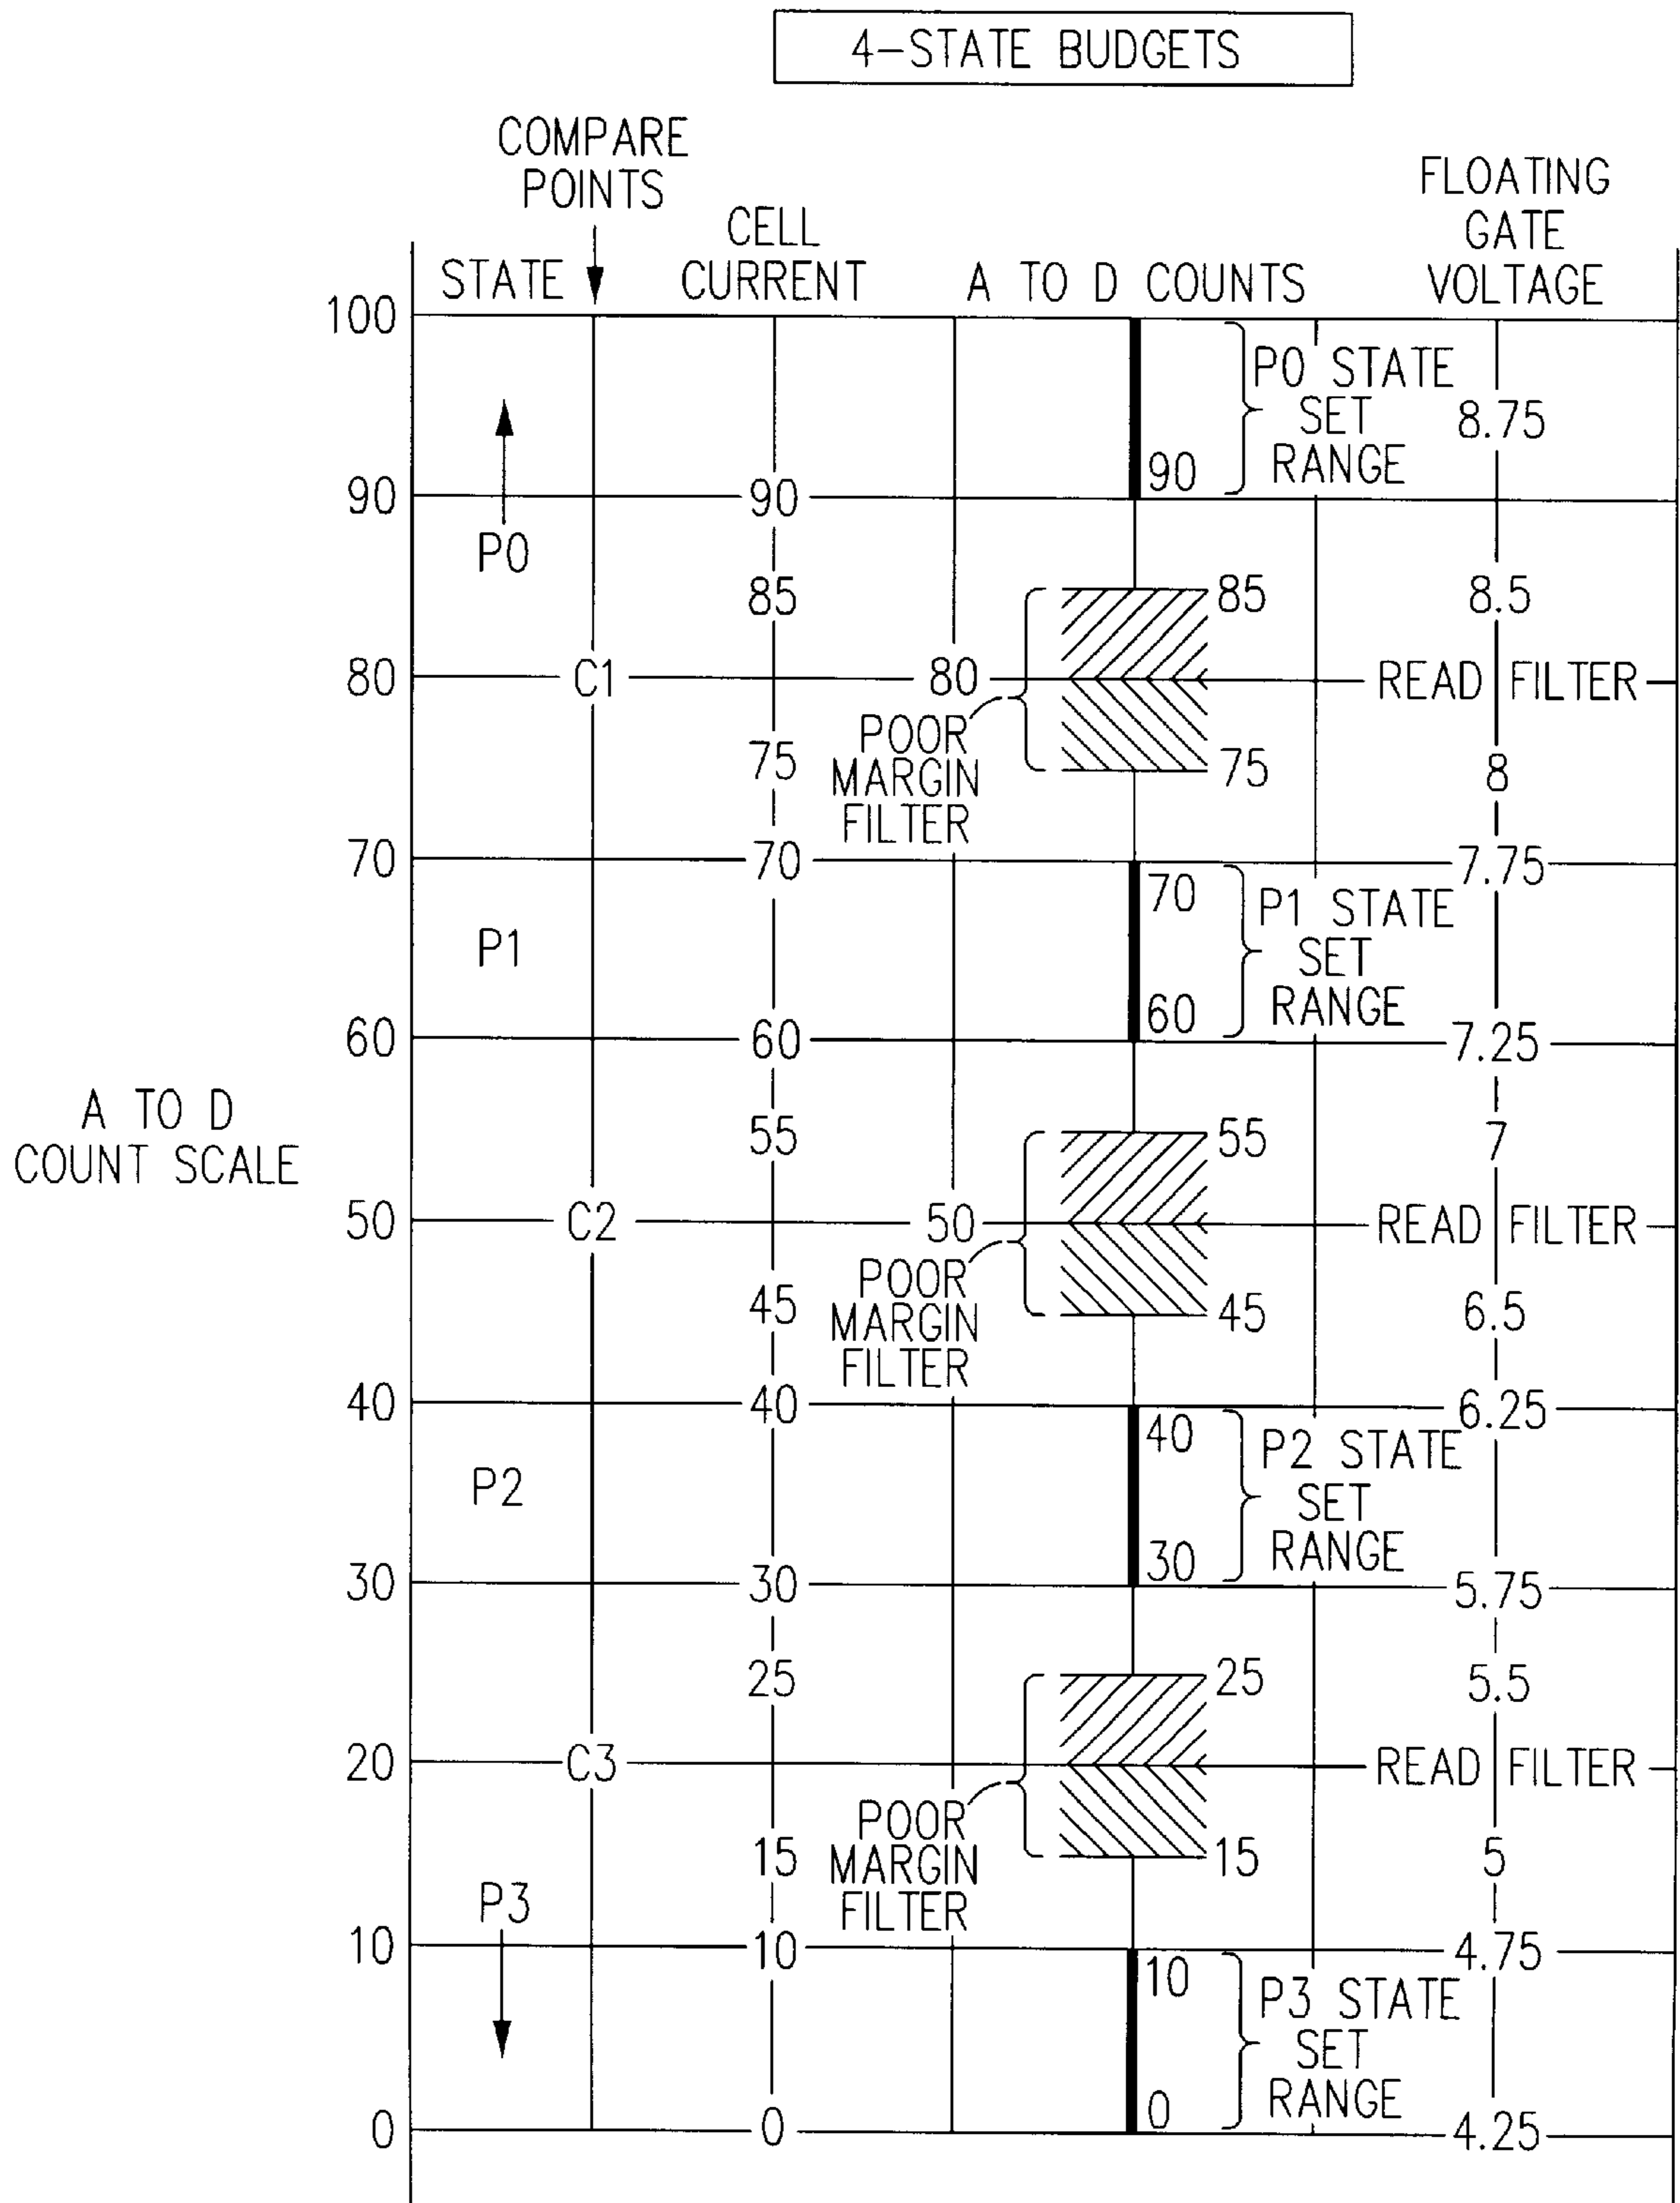 4-STATE BUDGETS
COMPARE
POINTS
STATE
CELL
CURRENT
A TO D COUNTS
FLOATING
GATE
VOLTAGE
100
P0 STATE
SET
RANGE
8.75
90
90
90
P0
85
85
8.5
80
C1
80
READ FILTER
POOR
MARGIN
FILTER
75
75
8
70
70
70
7.75
P1
P1 STATE
SET
RANGE
60
60
60
7.25
A TO D
COUNT SCALE
55
55
7
50
C2
50
READ FILTER
POOR
MARGIN
FILTER
45
45
6.5
40
40
40
6.25
P2
P2 STATE
SET
RANGE
30
30
30
5.75
25
25
5.5
20
C3
READ FILTER
POOR
MARGIN
FILTER
15
15
5
P3
10
10
10
4.75
P3 STATE
SET
RANGE
0
0
0
4.25